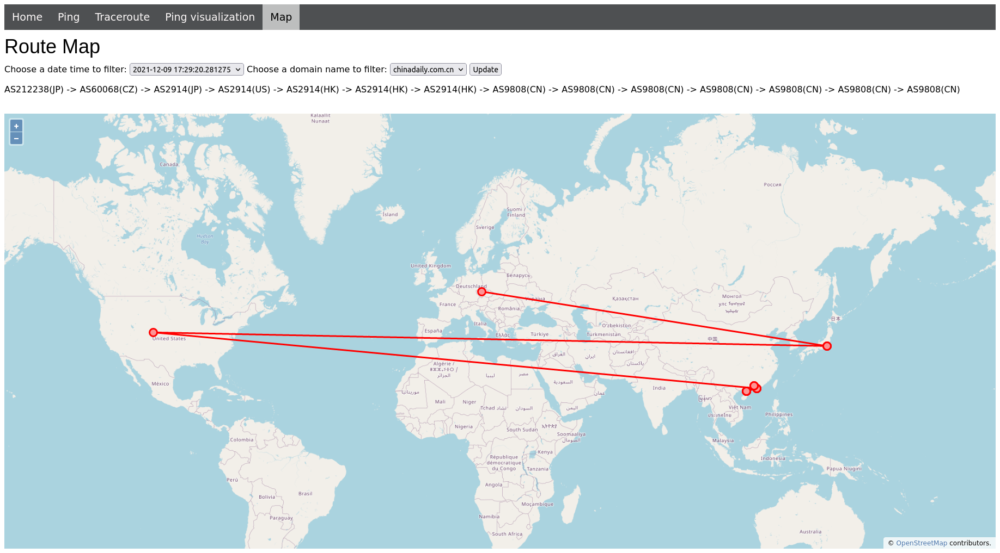 Home Ping Traceroute Ping visualization Map
Route Map
Choose a date time to filter: 2021-12-09 17:29:20.281275 Choose a domain name to filter: chinadaily.com.cn Update
AS212238(JP) -> AS60068(CZ) -> AS2914(JP) -> AS2914(US) -> AS2914(HK) -> AS2914(HK) -> AS2914(HK) -> AS9808(CN) -> AS9808(CN) -> AS9808(CN) -> AS9808(CN) -> AS9808(CN) -> AS9808(CN) -> AS9808(CN)
+
−
Kalaallit
Nunaat
Canada
Россия
Ísland
Suomi /
Finland
Sverige
Hudson
Bay
United Kingdom
Беларусь
Deutschland
Україна
Қазақстан
Монгол
улс
France
România
日本
Italia
O'zbekiston
España
Ελλάς
Türkiye
Türkmenistan
United States
中国
العراق
ایران
افغانستان
پاکستان
Algérie /
ⵍⵣⵣⴰⵢⴻⵔ /
الجزائر
ليبيا
مصر
السعودية
México
India
موريتانيا
عمان
Mali
Niger
Tchad تشاد
السودان
اليمن
Việt Nam
ประเทศไทย
Philippines
Nigeria
South Sudan
ኢትዮጵያ
Soomaaliya
الصومال
Colombia
Malaysia
Kenya
République
démocratique
du Congo
Indonesia
Tanzania
Papua Niugini
Perú
Angola
Brasil
Bolivia
Moçambique
Paraguay
Namibia
South Africa
Australia
© OpenStreetMap contributors.